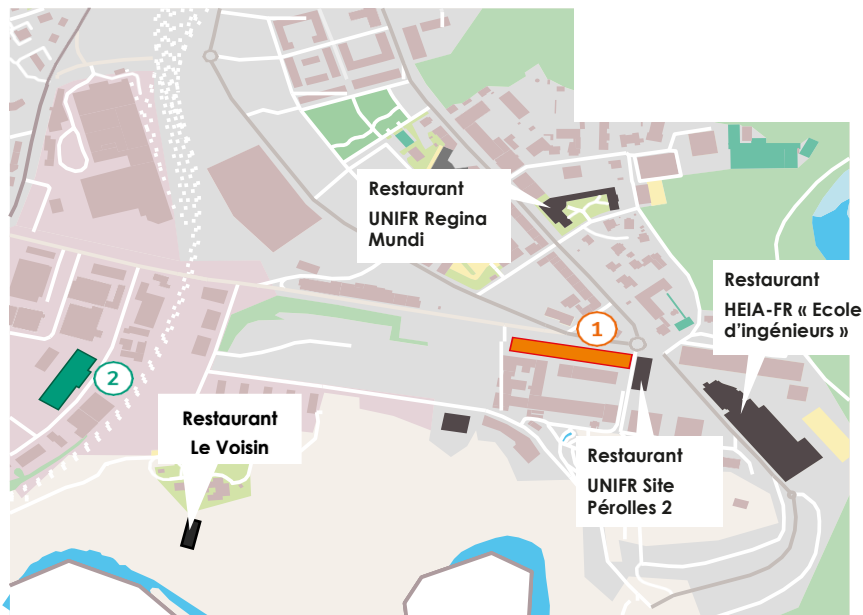 Restaurant
UNIFR Regina
Mundi
Restaurant
HEIA-FR « Ecole
d'ingénieurs »
1
2
Restaurant
Le Voisin
Restaurant
UNIFR Site
Pérolles 2